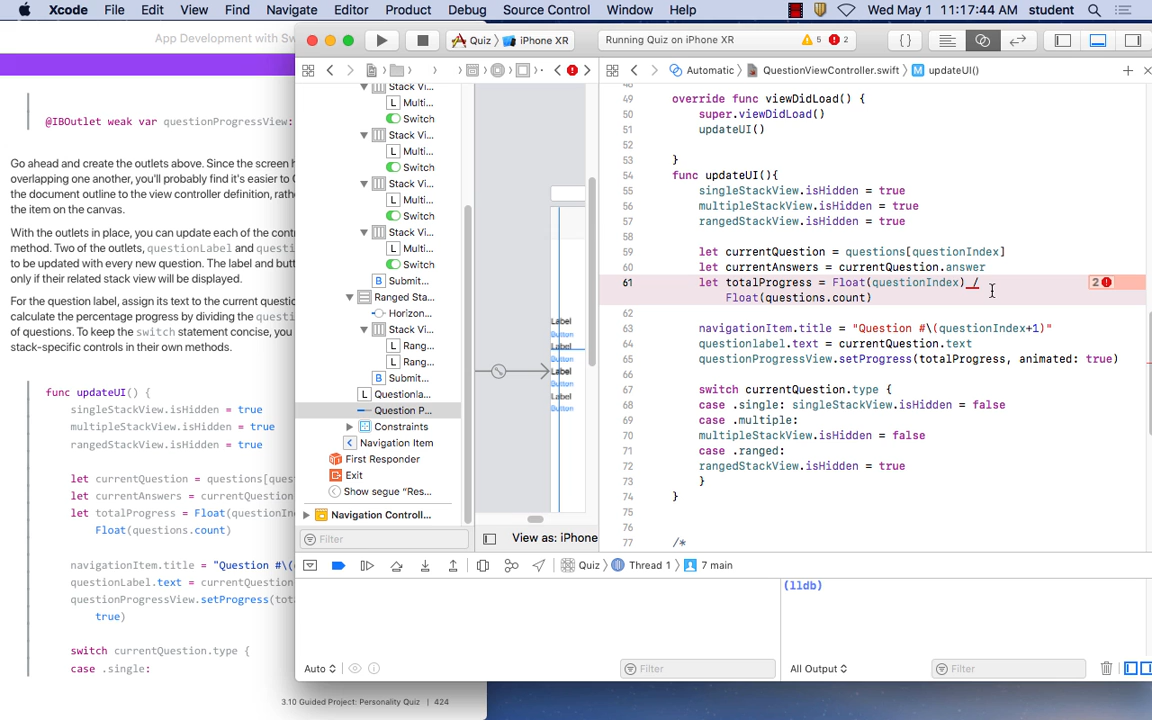 Xcode File Edit View Find Navigate Editor Product Debug Source Control Window Help Wed May 1 11:17:44 AM student
App Development with Sw
@IBOutlet weak var questionProgressView:
Go ahead and create the outlets above. Since the screen h
overlapping one another, you'll probably find it's easier to
the document outline to the view controller definition, rathe
the item on the canvas.
With the outlets in place, you can update each of the contr
method. Two of the outlets, questionLabel and questi
to be updated with every new question. The label and butt
only if their related stack view will be displayed.
For the question label, assign its text to the current questio
calculate the percentage progress by dividing the question
of questions. To keep the switch statement concise, you
stack-specific controls in their own methods.
func updateUI() {
singleStackView.isHidden = true
multipleStackView.isHidden = true
rangedStackView.isHidden = true
let currentQuestion = questions[ques
let currentAnswers = currentQuestion
let totalProgress = Float(questionInd
Float(questions.count)
navigationItem.title = "Question #\(
questionLabel.text = currentQuestion
questionProgressView.setProgress(tot
true)
switch currentQuestion.type {
case .single:
3.10 Guided Project: Personality Quiz | 424
Quiz iPhone XR
Running Quiz on iPhone XR 5 2
Automatic QuestionViewController.swift M updateUI()
Stack Vi...
L Multi...
Switch
Stack Vi...
L Multi...
Switch
Stack Vi...
L Multi...
Switch
Stack Vi...
L Multi...
Switch
B Submit...
Ranged Sta...
Horizon...
Stack Vi...
L Rang...
L Rang...
B Submit...
L Questionla...
Question P...
Constraints
Navigation Item
First Responder
Exit
Show segue "Res...
Navigation Controll...
Filter
Label
Button
Label
Button
Label
Button
Label
Button
View as: iPhone
48
49 override func viewDidLoad() {
50 super.viewDidLoad()
51 updateUI()
52
53 }
54 func updateUI(){
55 singleStackView.isHidden = true
56 multipleStackView.isHidden = true
57 rangedStackView.isHidden = true
58
59 let currentQuestion = questions[questionIndex]
60 let currentAnswers = currentQuestion.answer
61 let totalProgress = Float(questionIndex) / 2
Float(questions.count)
62
63 navigationItem.title = "Question #\(questionIndex+1)"
64 questionlabel.text = currentQuestion.text
65 questionProgressView.setProgress(totalProgress, animated: true)
66
67 switch currentQuestion.type {
68 case .single: singleStackView.isHidden = false
69 case .multiple:
70 multipleStackView.isHidden = false
71 case .ranged:
72 rangedStackView.isHidden = true
73 }
74 }
75
76
77 /*
Quiz Thread 1 7 main
(lldb)
Auto Filter All Output Filter